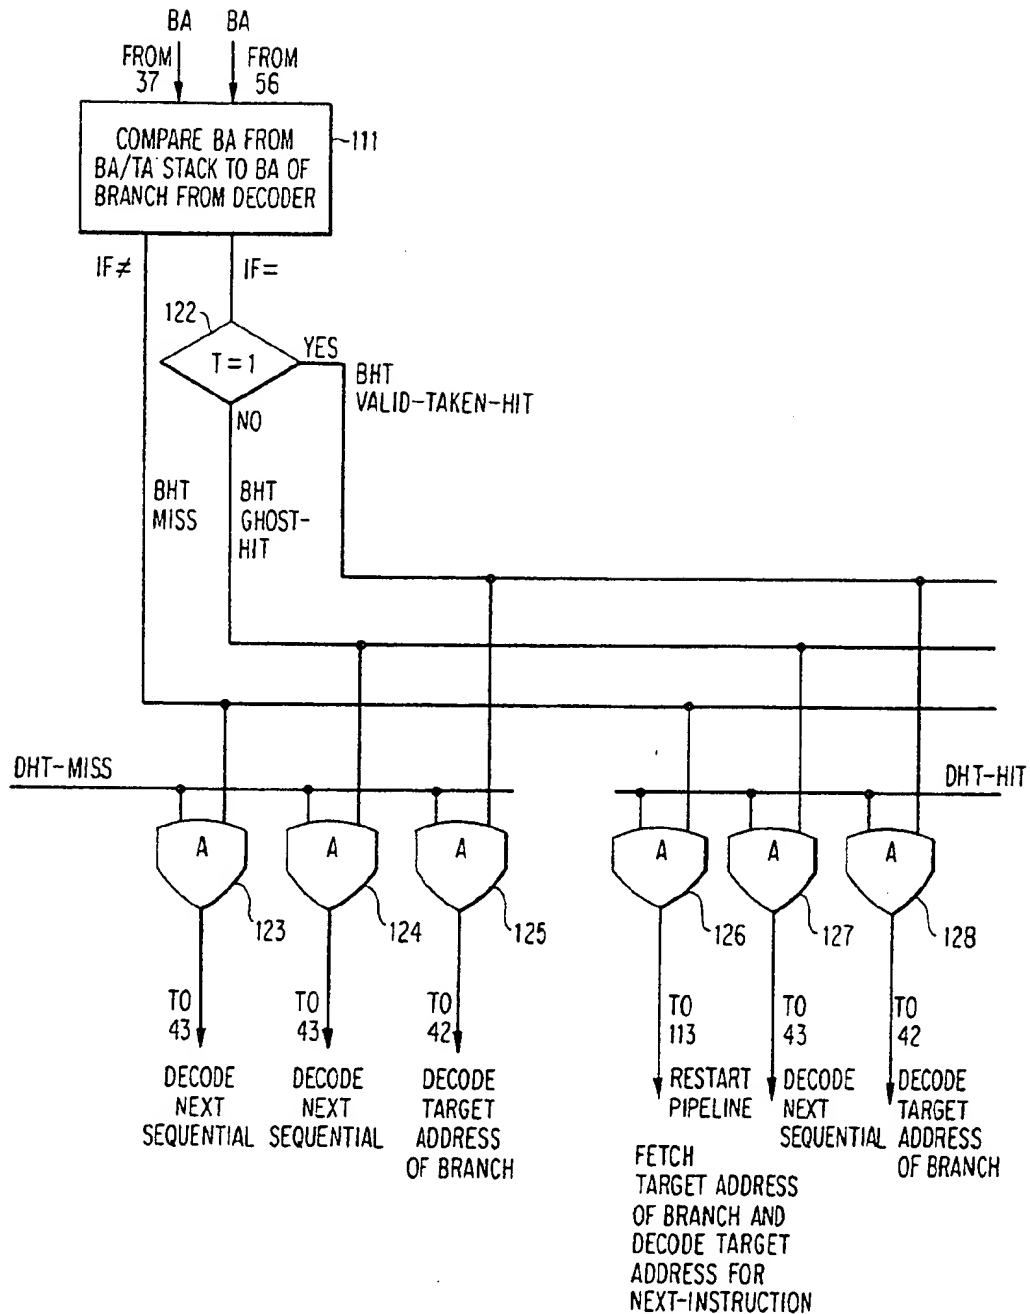 BA BA
FROM 37
FROM 56
COMPARE BA FROM
BA/TA STACK TO BA OF
BRANCH FROM DECODER
111
IF≠
IF=
122
T=1
YES
NO
BHT
VALID-TAKEN-HIT
BHT
MISS
BHT
GHOST-
HIT
DHT-MISS
DHT-HIT
A
A
A
A
A
A
123
124
125
126
127
128
TO
43
TO
43
TO
42
TO
113
TO
43
TO
42
DECODE
NEXT
SEQUENTIAL
DECODE
NEXT
SEQUENTIAL
DECODE
TARGET
ADDRESS
OF BRANCH
RESTART
PIPELINE
DECODE
NEXT
SEQUENTIAL
DECODE
TARGET
ADDRESS
OF BRANCH
FETCH
TARGET ADDRESS
OF BRANCH AND
DECODE TARGET
ADDRESS FOR
NEXT-INSTRUCTION